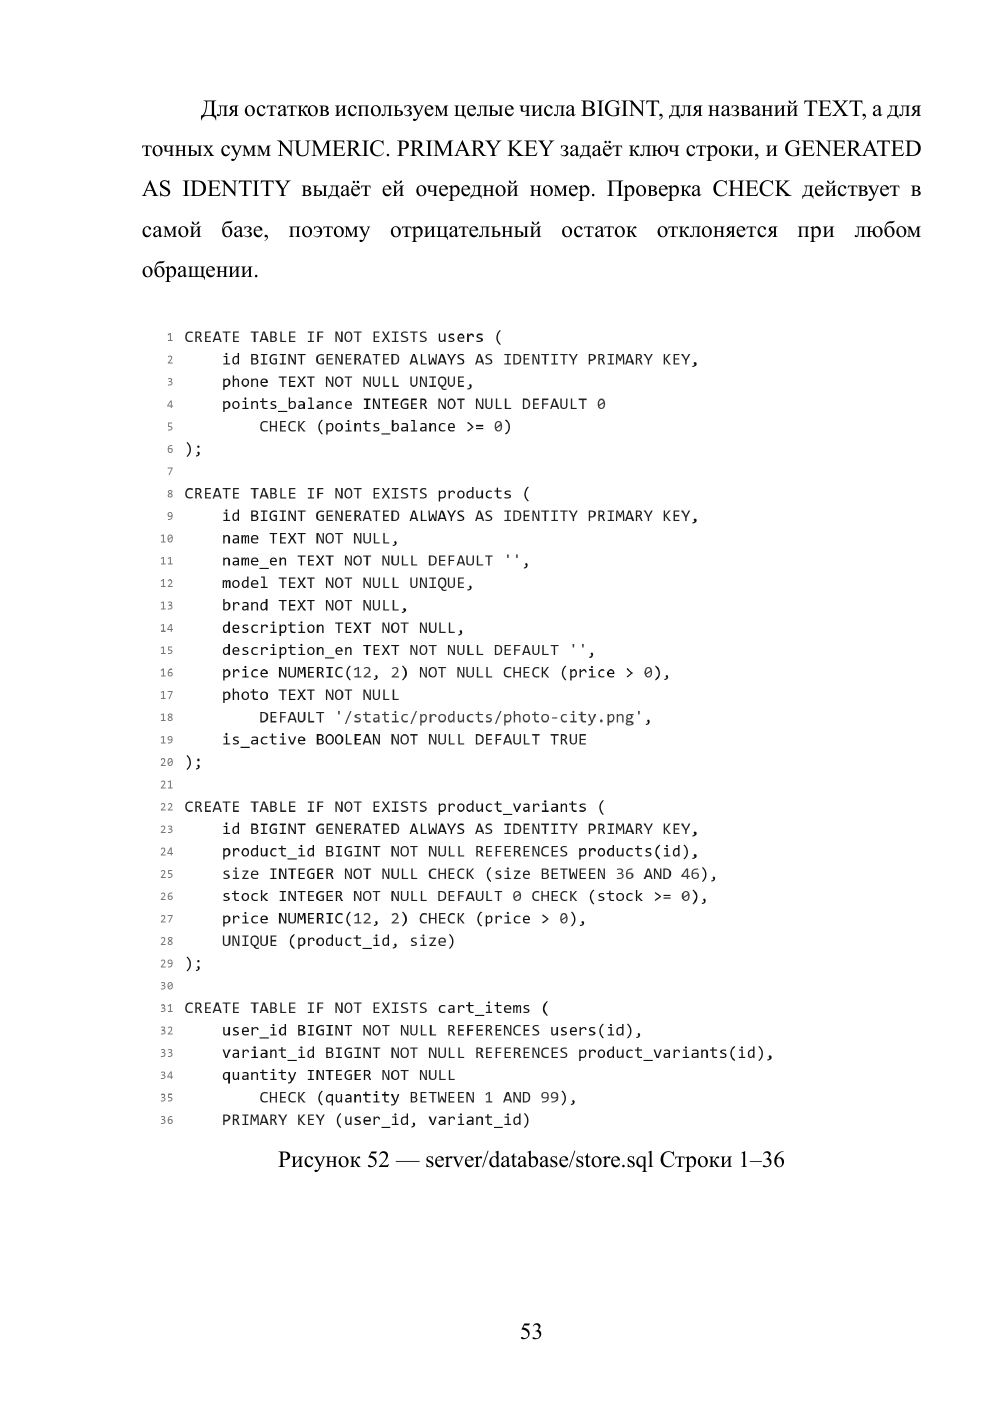 Для остатков используем целые числа BIGINT, для названий TEXT, а для
точных сумм NUMERIC. PRIMARY KEY задаёт ключ строки, и GENERATED
AS IDENTITY выдаёт ей очередной номер. Проверка CHECK действует в
самой базе, поэтому отрицательный остаток отклоняется при любом
обращении.
1 CREATE TABLE IF NOT EXISTS users (
2     id BIGINT GENERATED ALWAYS AS IDENTITY PRIMARY KEY,
3     phone TEXT NOT NULL UNIQUE,
4     points_balance INTEGER NOT NULL DEFAULT 0
5         CHECK (points_balance >= 0)
6 );
7
8 CREATE TABLE IF NOT EXISTS products (
9     id BIGINT GENERATED ALWAYS AS IDENTITY PRIMARY KEY,
10     name TEXT NOT NULL,
11     name_en TEXT NOT NULL DEFAULT '',
12     model TEXT NOT NULL UNIQUE,
13     brand TEXT NOT NULL,
14     description TEXT NOT NULL,
15     description_en TEXT NOT NULL DEFAULT '',
16     price NUMERIC(12, 2) NOT NULL CHECK (price > 0),
17     photo TEXT NOT NULL
18         DEFAULT '/static/products/photo-city.png',
19     is_active BOOLEAN NOT NULL DEFAULT TRUE
20 );
21
22 CREATE TABLE IF NOT EXISTS product_variants (
23     id BIGINT GENERATED ALWAYS AS IDENTITY PRIMARY KEY,
24     product_id BIGINT NOT NULL REFERENCES products(id),
25     size INTEGER NOT NULL CHECK (size BETWEEN 36 AND 46),
26     stock INTEGER NOT NULL DEFAULT 0 CHECK (stock >= 0),
27     price NUMERIC(12, 2) CHECK (price > 0),
28     UNIQUE (product_id, size)
29 );
30
31 CREATE TABLE IF NOT EXISTS cart_items (
32     user_id BIGINT NOT NULL REFERENCES users(id),
33     variant_id BIGINT NOT NULL REFERENCES product_variants(id),
34     quantity INTEGER NOT NULL
35         CHECK (quantity BETWEEN 1 AND 99),
36     PRIMARY KEY (user_id, variant_id)
Рисунок 52 — server/database/store.sql Строки 1–36
53